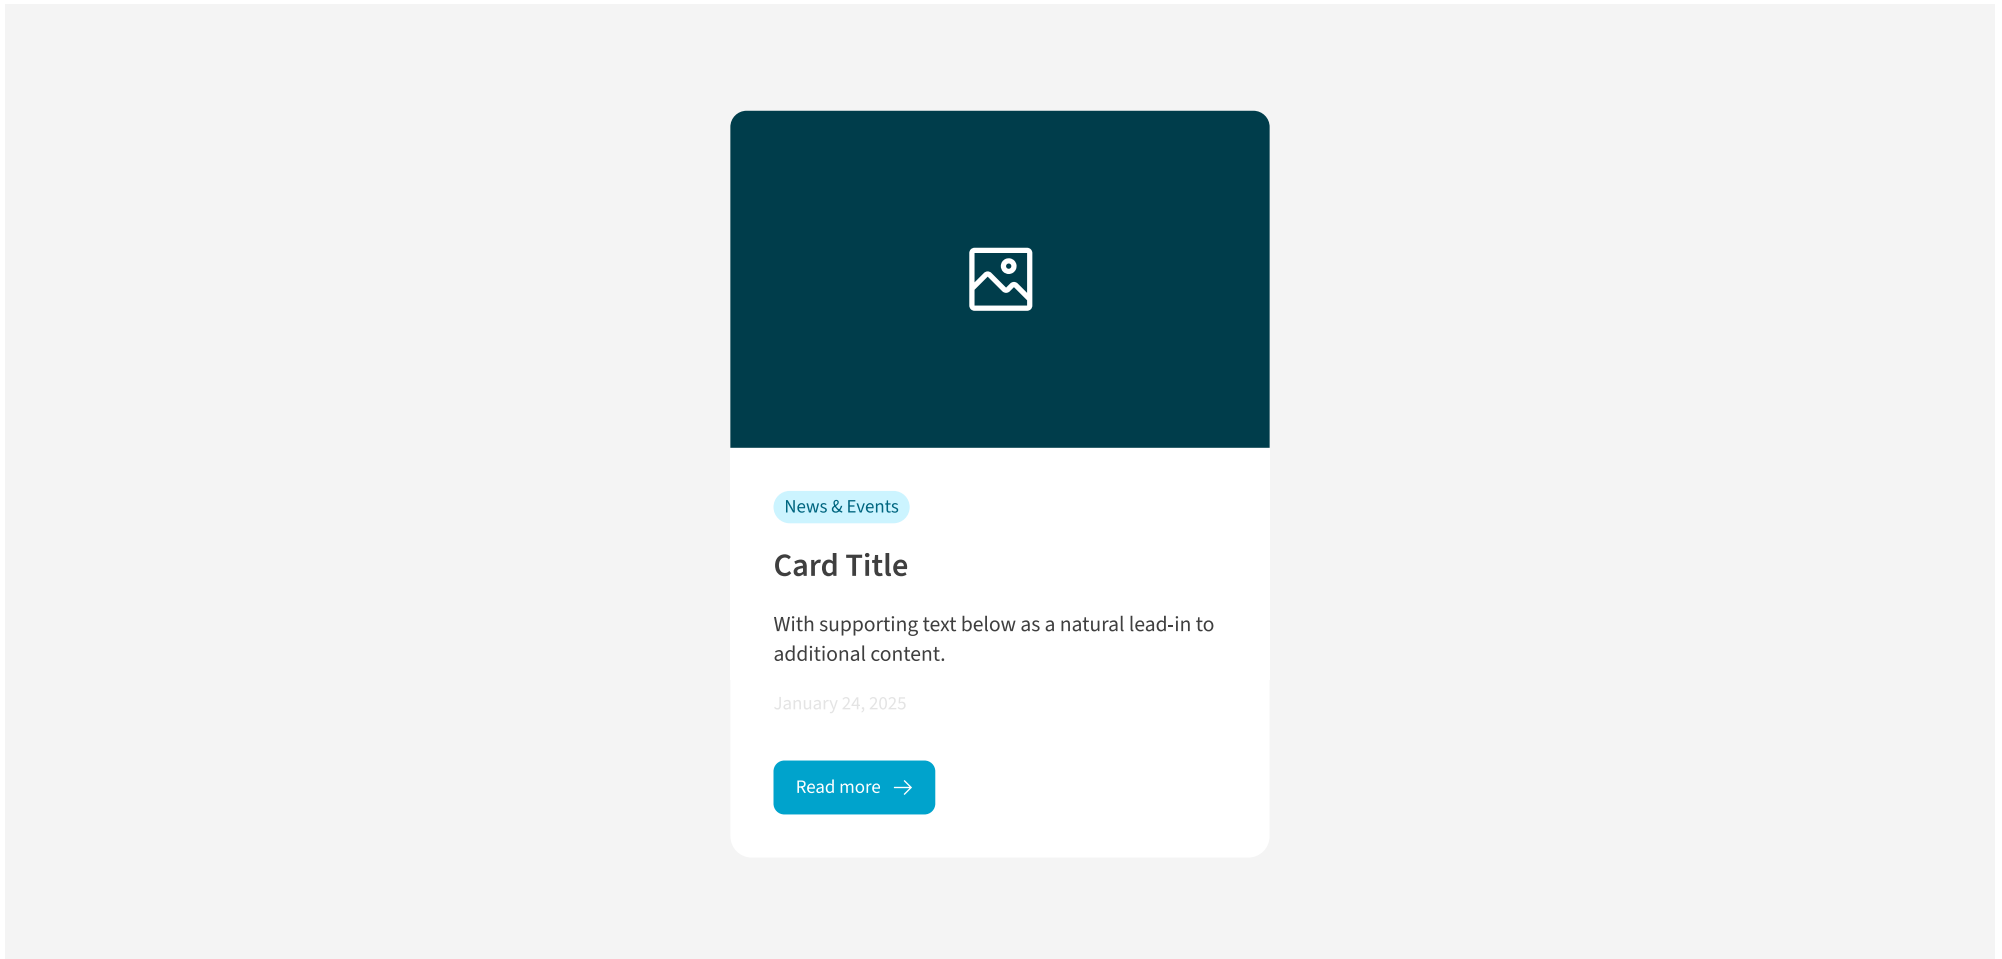 News & Events
Card Title
With supporting text below as a natural lead-in to
additional content.
January 24, 2025
Read more